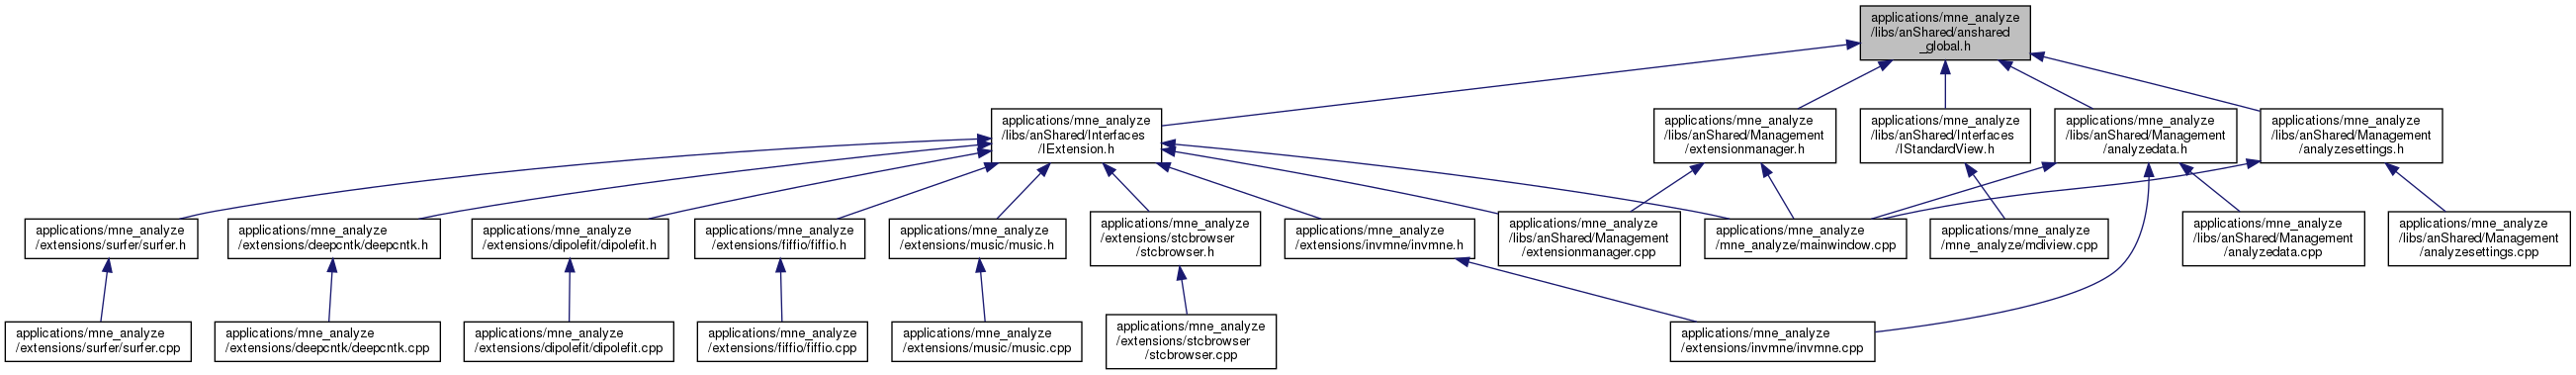 applications/mne_analyze
/libs/anShared/anshared
_global.h
applications/mne_analyze
/libs/anShared/Interfaces
/IExtension.h
applications/mne_analyze
/libs/anShared/Management
/extensionmanager.h
applications/mne_analyze
/libs/anShared/Interfaces
/IStandardView.h
applications/mne_analyze
/libs/anShared/Management
/analyzedata.h
applications/mne_analyze
/libs/anShared/Management
/analyzesettings.h
applications/mne_analyze
/extensions/surfer/surfer.h
applications/mne_analyze
/extensions/deepcntk/deepcntk.h
applications/mne_analyze
/extensions/dipolefit/dipolefit.h
applications/mne_analyze
/extensions/fiffio/fiffio.h
applications/mne_analyze
/extensions/music/music.h
applications/mne_analyze
/extensions/stcbrowser
/stcbrowser.h
applications/mne_analyze
/extensions/invmne/invmne.h
applications/mne_analyze
/libs/anShared/Management
/extensionmanager.cpp
applications/mne_analyze
/mne_analyze/mainwindow.cpp
applications/mne_analyze
/mne_analyze/mdiview.cpp
applications/mne_analyze
/libs/anShared/Management
/analyzedata.cpp
applications/mne_analyze
/libs/anShared/Management
/analyzesettings.cpp
applications/mne_analyze
/extensions/surfer/surfer.cpp
applications/mne_analyze
/extensions/deepcntk/deepcntk.cpp
applications/mne_analyze
/extensions/dipolefit/dipolefit.cpp
applications/mne_analyze
/extensions/fiffio/fiffio.cpp
applications/mne_analyze
/extensions/music/music.cpp
applications/mne_analyze
/extensions/stcbrowser
/stcbrowser.cpp
applications/mne_analyze
/extensions/invmne/invmne.cpp